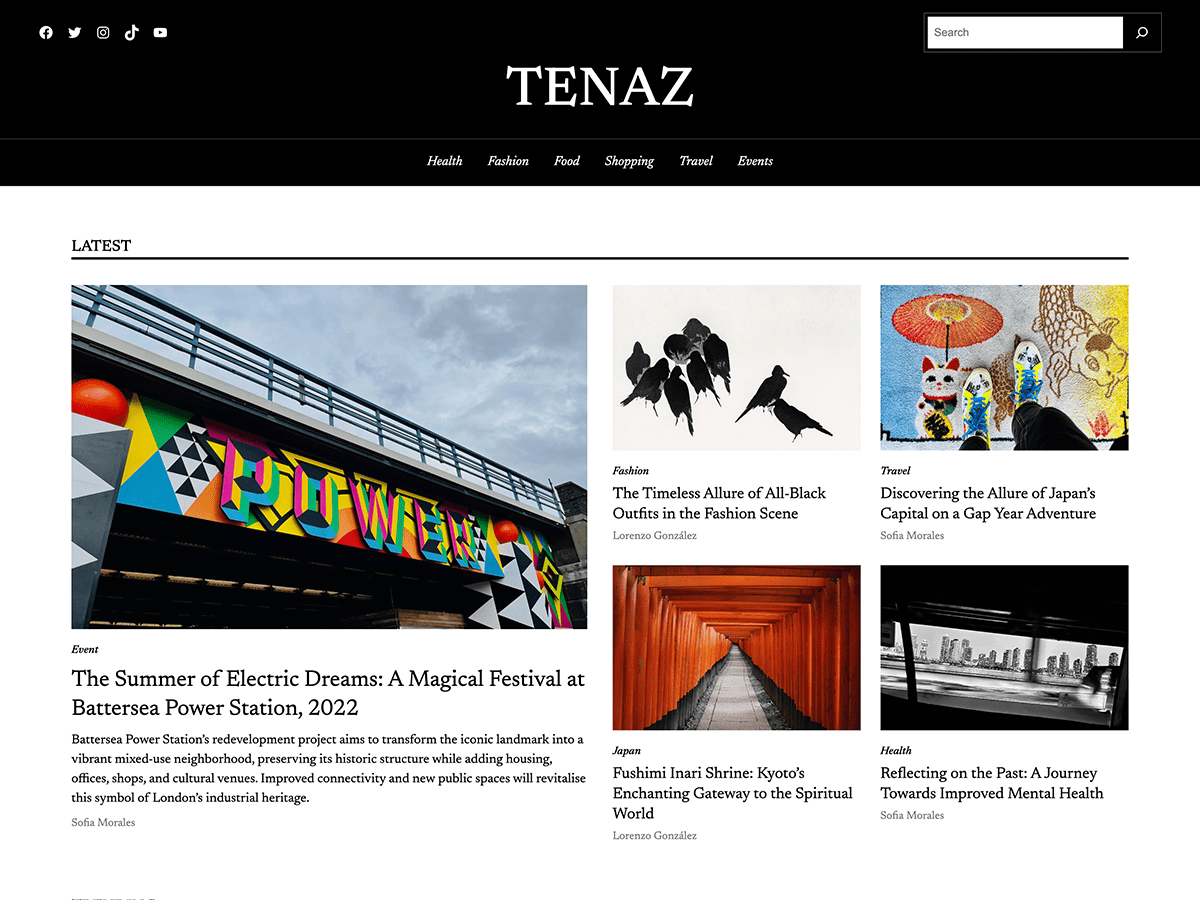 Search
TENAZ
Health Fashion Food Shopping Travel Events
LATEST
POWER
Event
The Summer of Electric Dreams: A Magical Festival at
Battersea Power Station, 2022
Battersea Power Station’s redevelopment project aims to transform the iconic landmark into a
vibrant mixed-use neighborhood, preserving its historic structure while adding housing,
offices, shops, and cultural venues. Improved connectivity and new public spaces will revitalise
this symbol of London’s industrial heritage.
Sofia Morales
Fashion
The Timeless Allure of All-Black
Outfits in the Fashion Scene
Lorenzo González
Travel
Discovering the Allure of Japan’s
Capital on a Gap Year Adventure
Sofia Morales
Japan
Fushimi Inari Shrine: Kyoto’s
Enchanting Gateway to the Spiritual
World
Lorenzo González
Health
Reflecting on the Past: A Journey
Towards Improved Mental Health
Sofia Morales